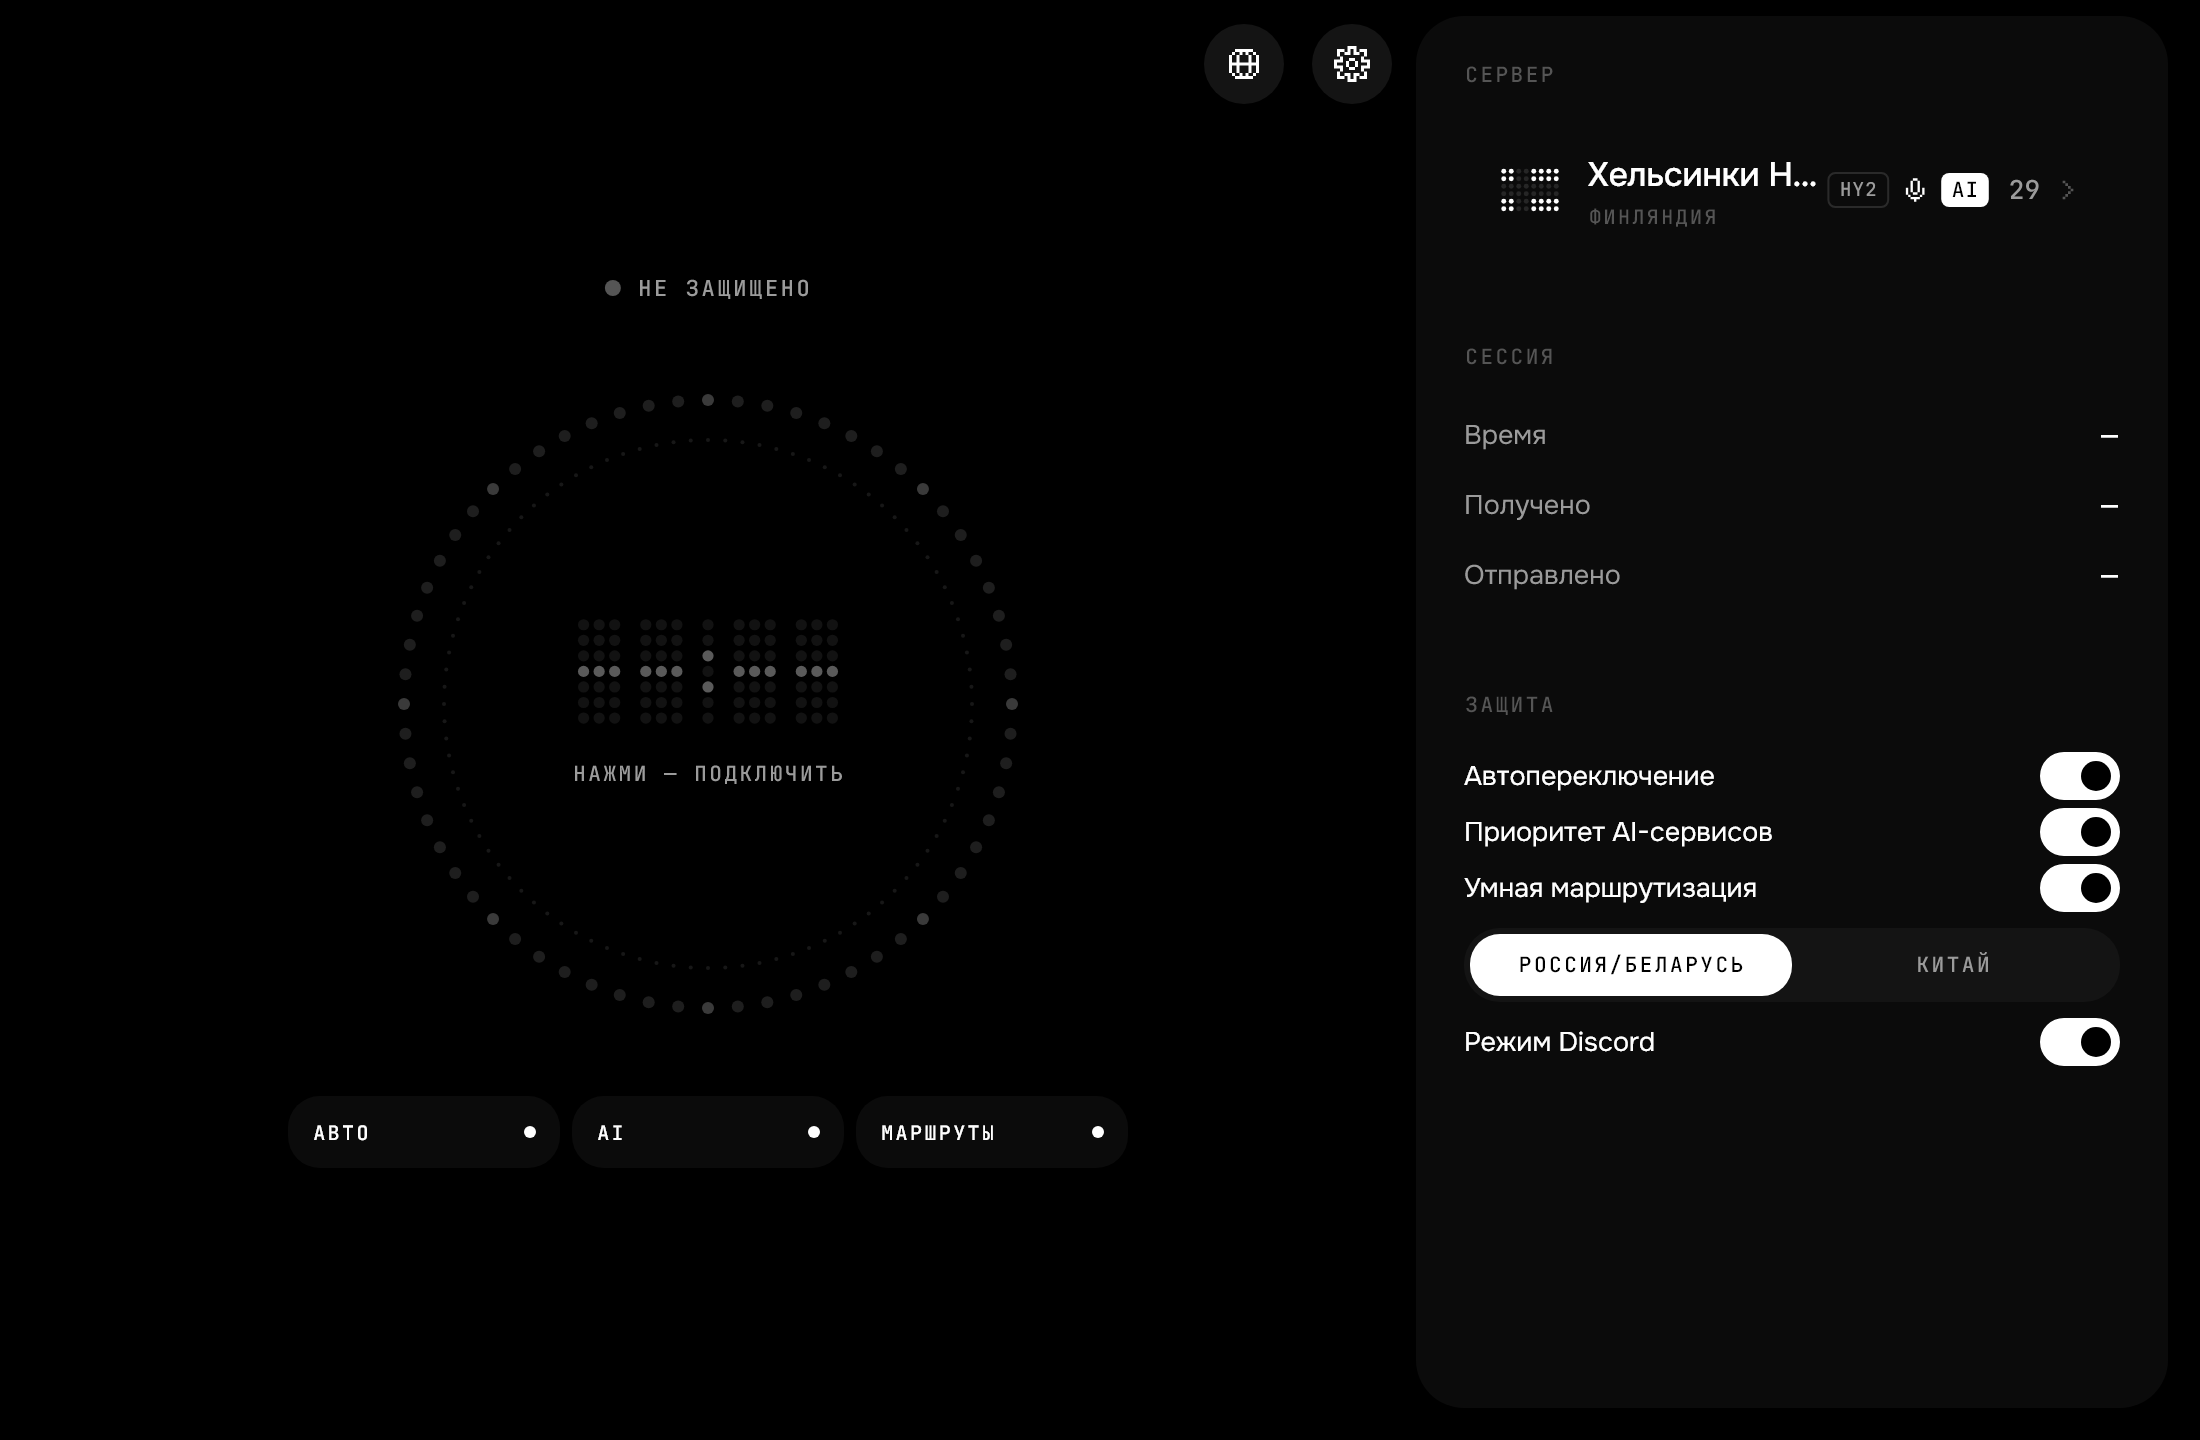 НЕ ЗАЩИЩЕНО
--:--
НАЖМИ — ПОДКЛЮЧИТЬ
АВТО
AI
МАРШРУТЫ
СЕРВЕР
Хельсинки H...
HY2
AI
29
ФИНЛЯНДИЯ
СЕССИЯ
Время —
Получено —
Отправлено —
ЗАЩИТА
Автопереключение
Приоритет AI-сервисов
Умная маршрутизация
РОССИЯ/БЕЛАРУСЬ
КИТАЙ
Режим Discord